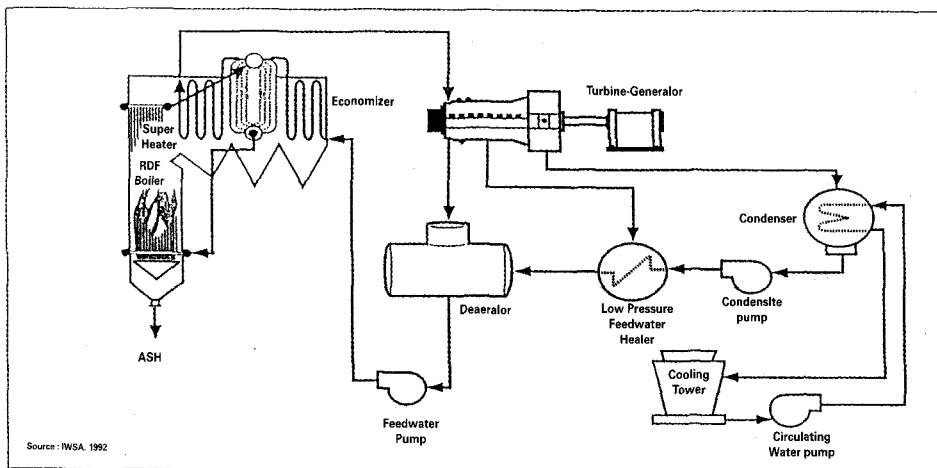 Economizer
Super
Heater
RDF
Boiler
ASH
Turbine-Generalor
Condenser
Deaeralor
Low Pressure
Feedwater
Healer
Condenslte
pump
Cooling
Tower
Feedwater
Pump
Circulating
Water pump
Source : IWSA. 1992